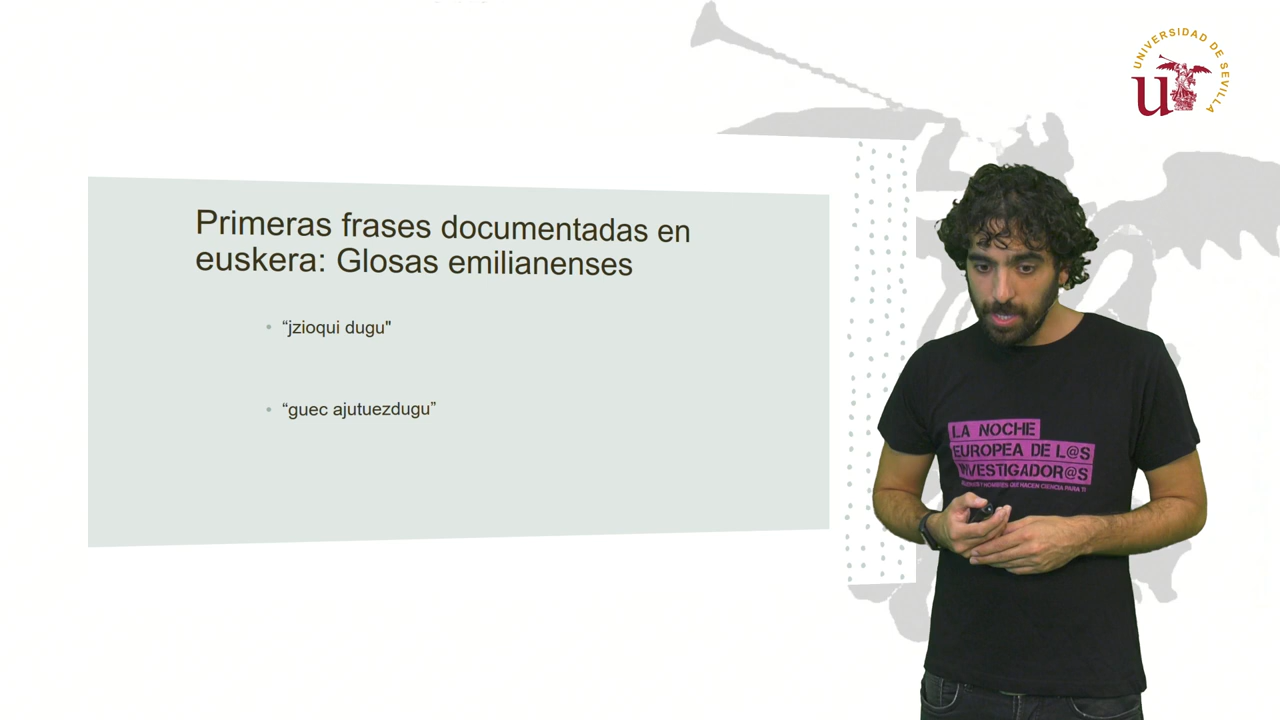 UNIVERSIDAD DE SEVILLA
Primeras frases documentadas en
euskera: Glosas emilianenses
• “jzioqui dugu"
• “guec ajutuezdugu”
LA NOCHE
EUROPEA DE L@S
INVESTIGADOR@S